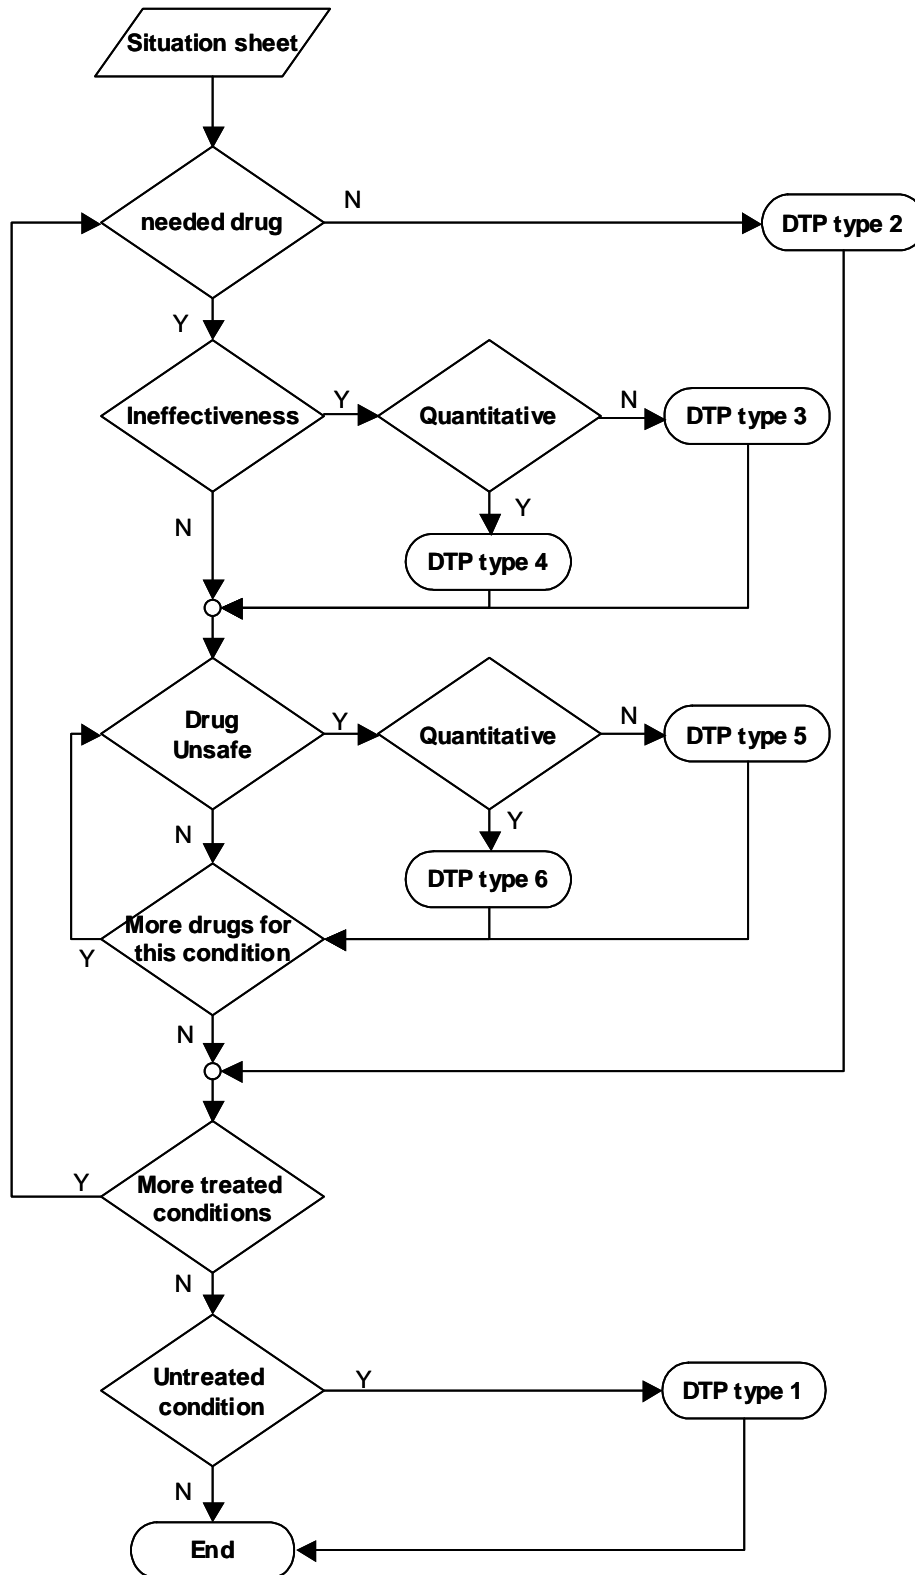 Situation sheet
needed drug
N
DTP type 2
Y
Ineffectiveness
Y
Quantitative
N
DTP type 3
N
Y
DTP type 4
Drug
Unsafe
Y
Quantitative
N
DTP type 5
N
Y
DTP type 6
More drugs for
this condition
Y
N
More treated
conditions
Y
N
Untreated
condition
Y
DTP type 1
N
End